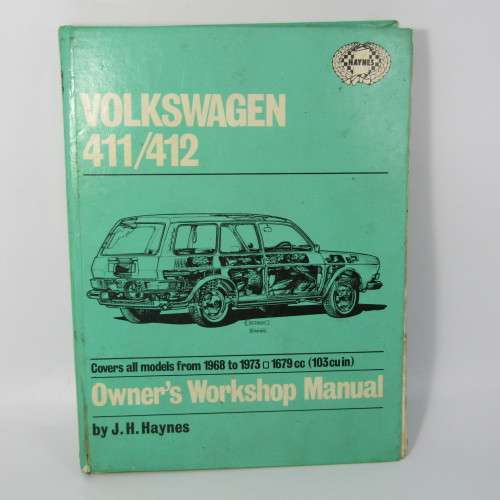 HAYNES
VOLKSWAGEN
411/412
Covers all models from 1968 to 1973 □ 1679 cc (103 cu in)
Owner's Workshop Manual
by J. H. Haynes